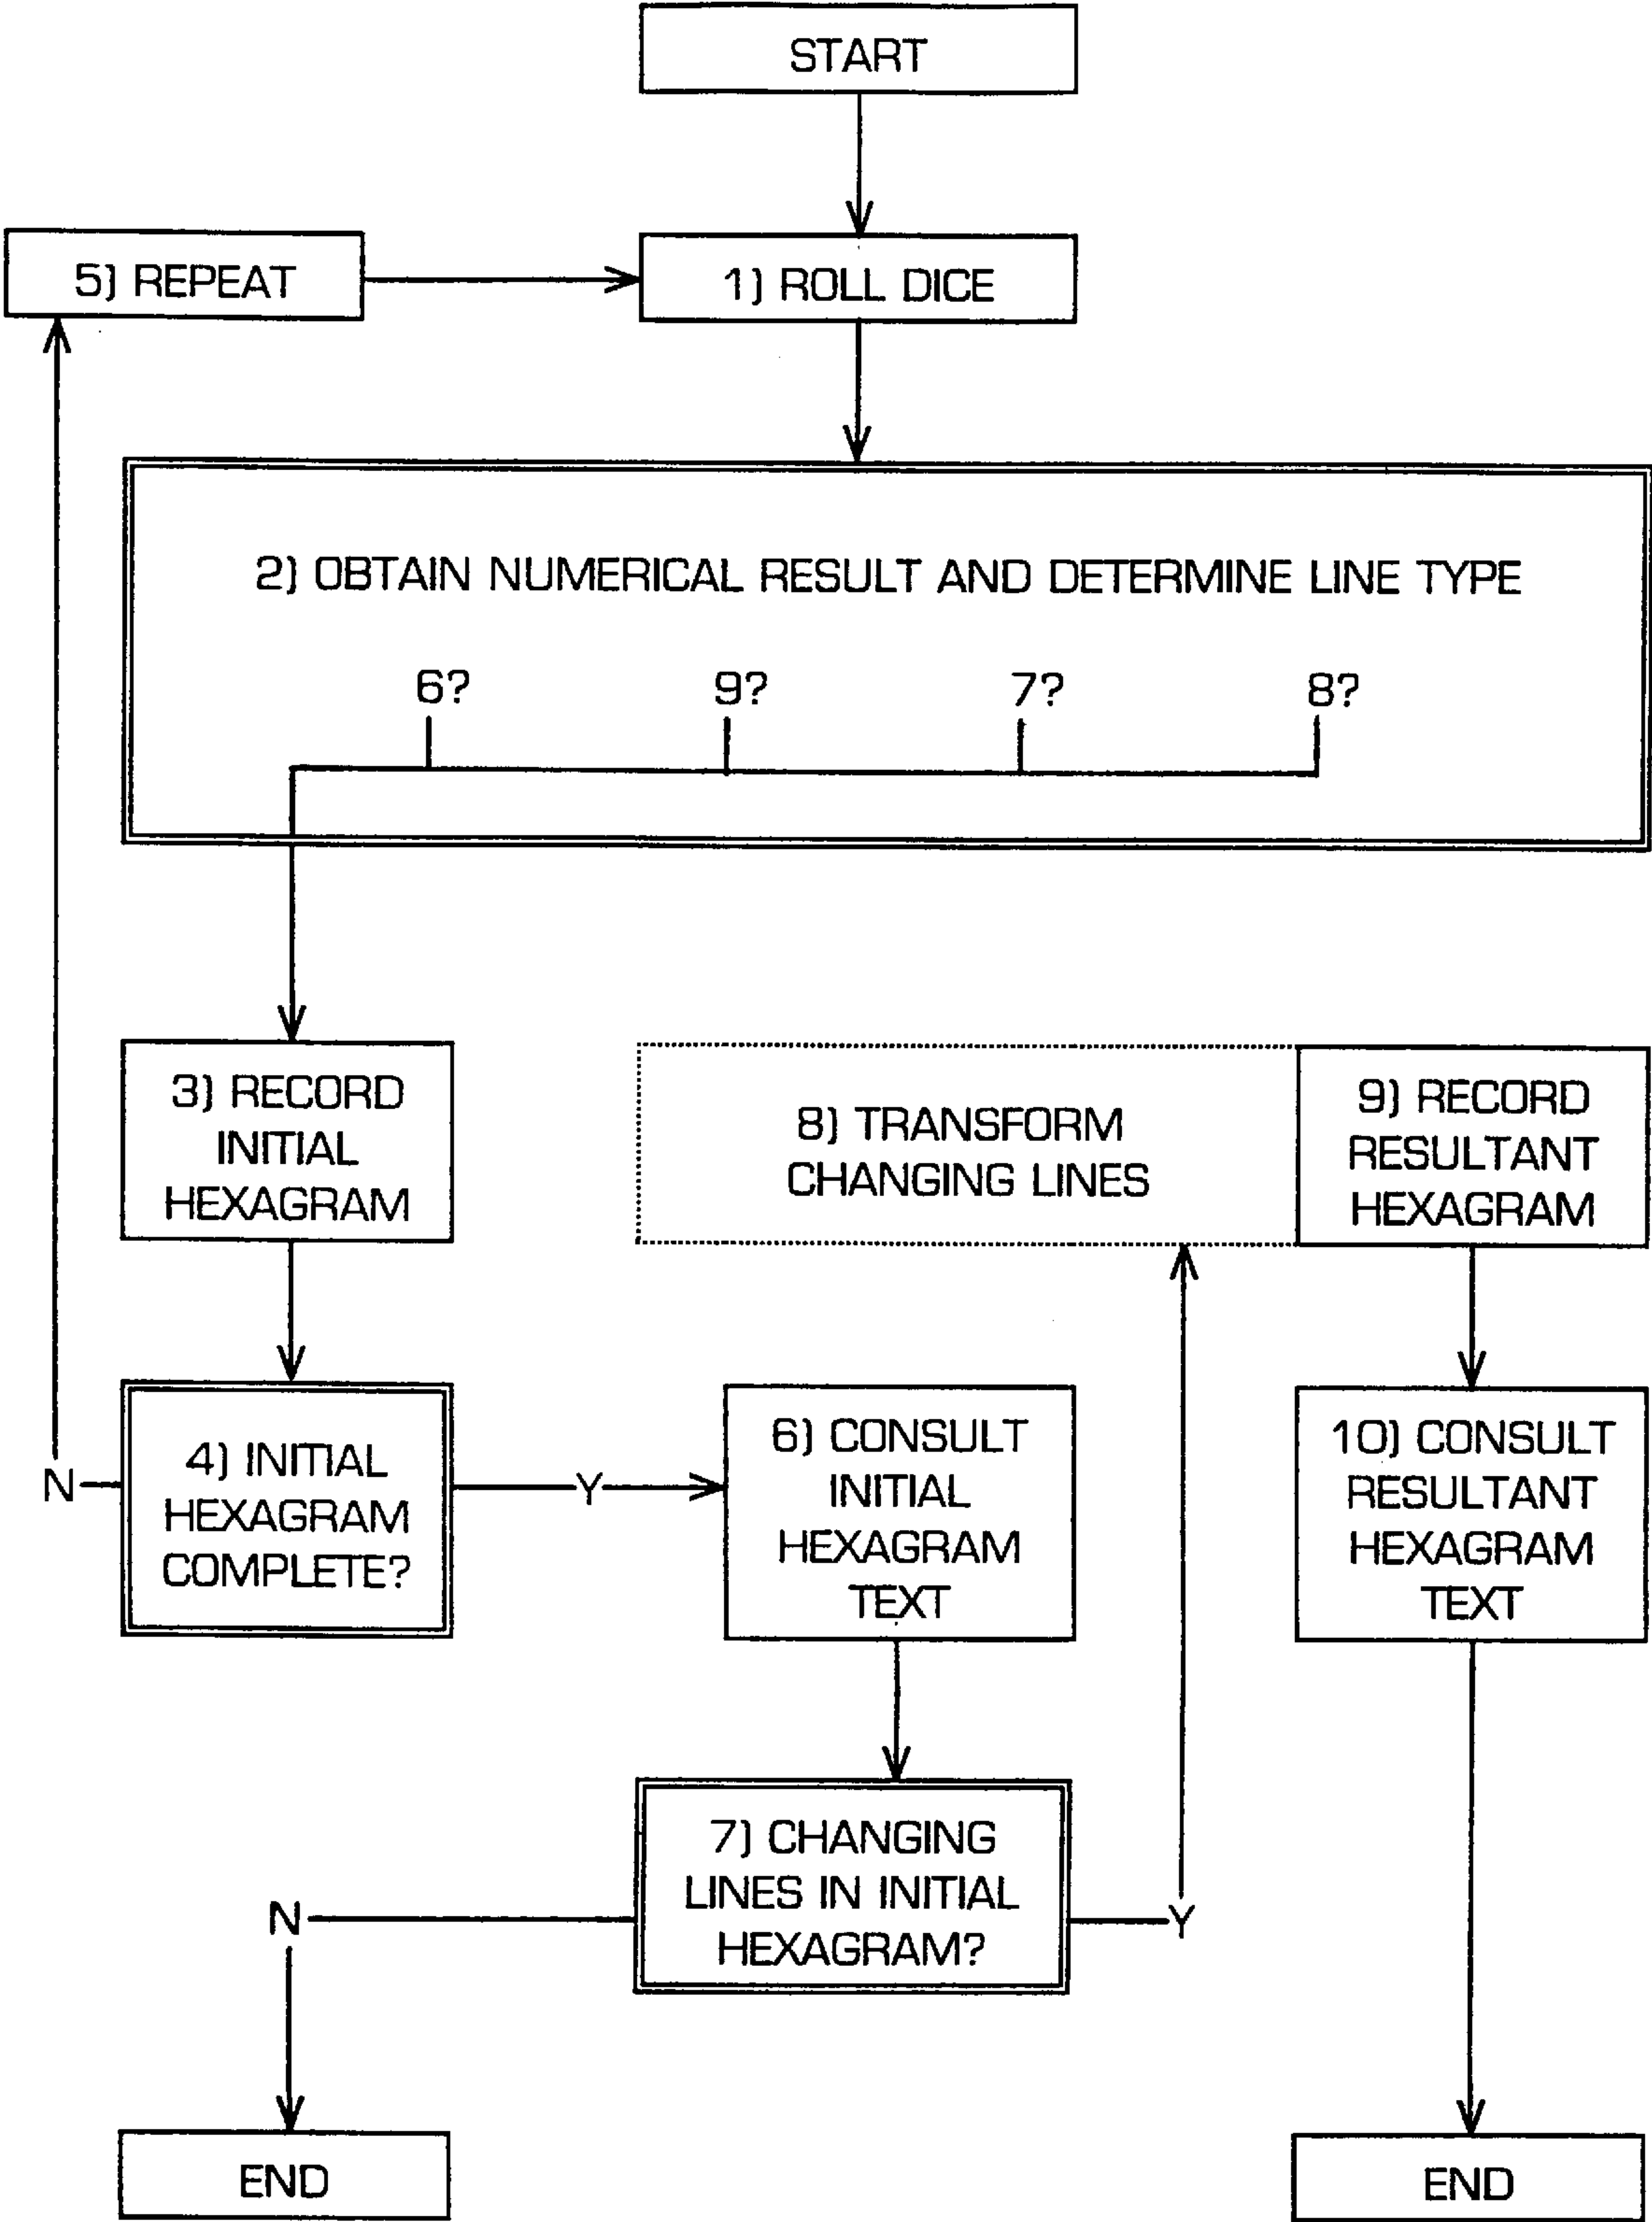 START
5) REPEAT
1) ROLL DICE
2) OBTAIN NUMERICAL RESULT AND DETERMINE LINE TYPE
6? 9? 7? 8?
3) RECORD
INITIAL
HEXAGRAM
8) TRANSFORM
CHANGING LINES
9) RECORD
RESULTANT
HEXAGRAM
4) INITIAL
HEXAGRAM
COMPLETE?
N
Y
6) CONSULT
INITIAL
HEXAGRAM
TEXT
10) CONSULT
RESULTANT
HEXAGRAM
TEXT
7) CHANGING
LINES IN INITIAL
HEXAGRAM?
N
Y
END
END